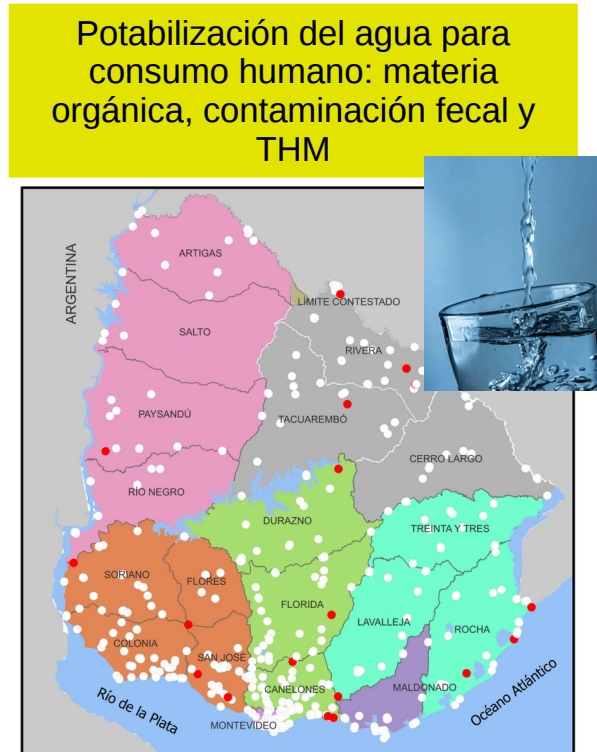 Potabilización del agua para
consumo humano: materia
orgánica, contaminación fecal y
THM
ARGENTINA
ARTIGAS
LÍMITE CONTESTADO
SALTO
RIVERA
PAYSANDÚ
TACUAREMBÓ
CERRO LARGO
RÍO NEGRO
DURAZNO
TREINTA Y TRES
SORIANO
FLORES
FLORIDA
LAVALLEJA
ROCHA
COLONIA
SAN JOSÉ
CANELONES
MALDONADO
MONTEVIDEO
Río de la Plata
Océano Atlántico